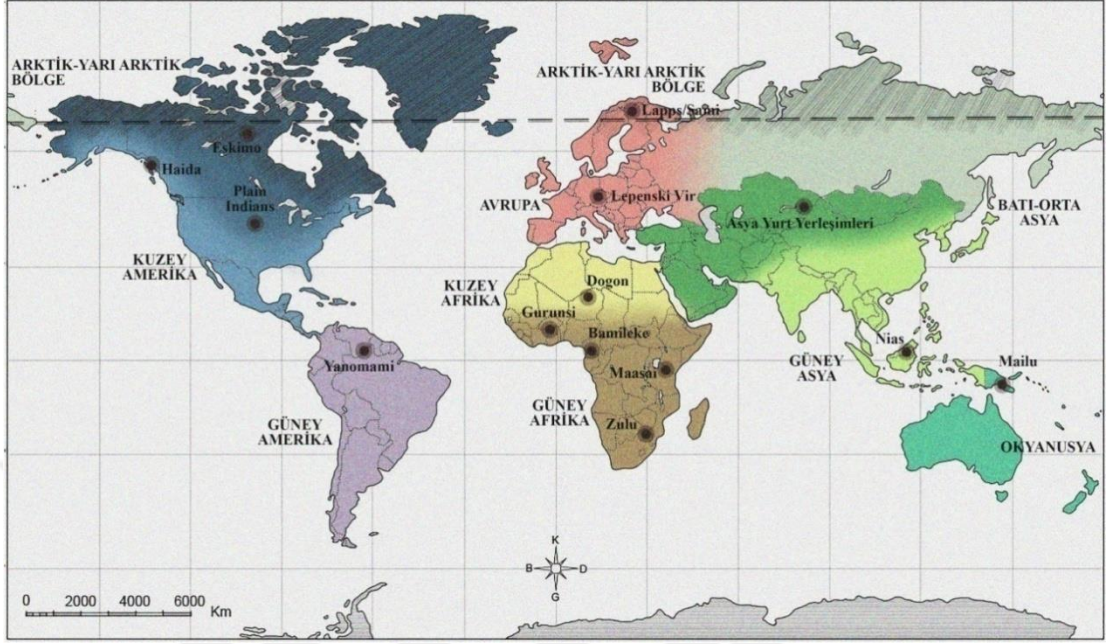 ARKTİK-YARI ARKTİK
BÖLGE
ARKTİK-YARI ARKTİK
BÖLGE
Lapps/Sami
Eskimo
Haida
Plain
Indians
Lepenski Vir
AVRUPA
BATI-ORTA
ASYA
Asya Yurt Yerleşimleri
KUZEY
AMERİKA
KUZEY
AFRİKA
Dogon
Gurunsi
Bamileke
Nias
Mailu
GÜNEY
ASYA
Yanomami
Maasai
GÜNEY
AFRİKA
Zulu
GÜNEY
AMERİKA
OKYANUSYA
K
B D
G
0 2000 4000 6000
Km